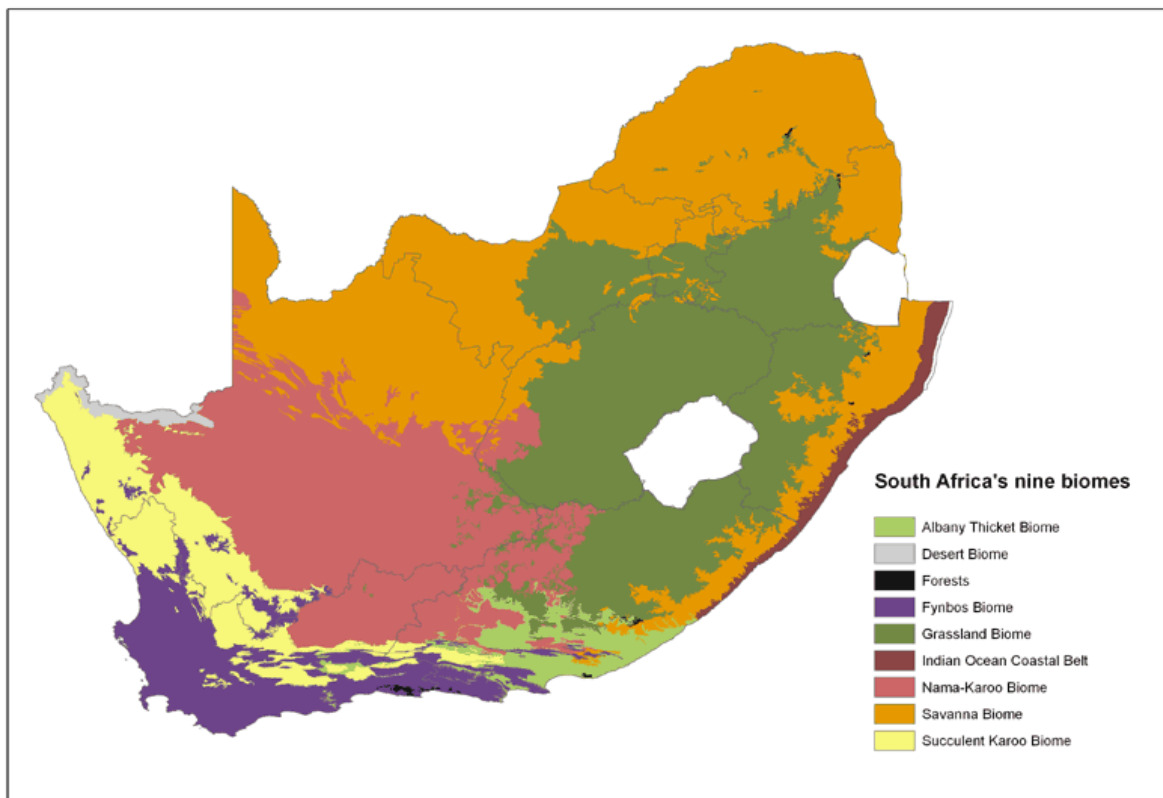 South Africa's nine biomes
Albany Thicket Biome
Desert Biome
Forests
Fynbos Biome
Grassland Biome
Indian Ocean Coastal Belt
Nama-Karoo Biome
Savanna Biome
Succulent Karoo Biome